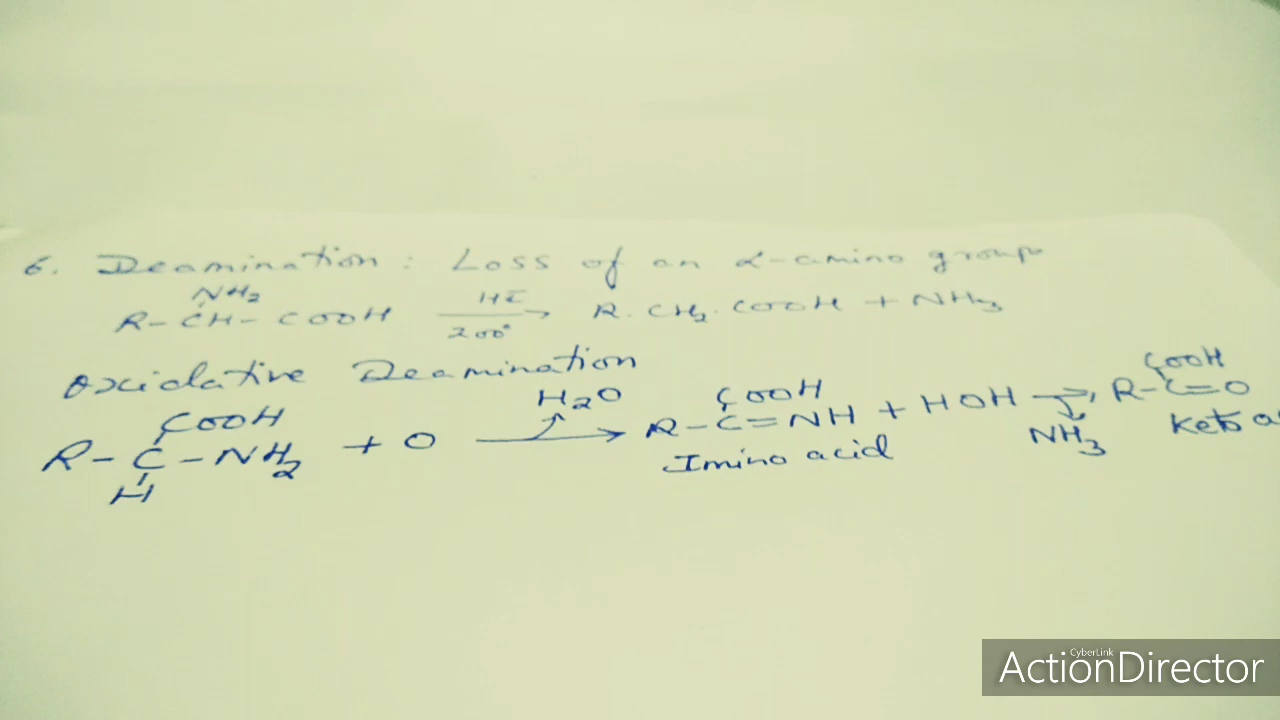 6. Deamination : Loss of an α-amino group
NH2
R-CH-COOH HI R.CH2.COOH + NH3
200°
Oxidative Deamination
COOH H2O COOH COOH
R-C-NH2 + O → R-C=NH + HOH → R-C=O
H Imino acid NH3 Keto a
CyberLink
ActionDirector